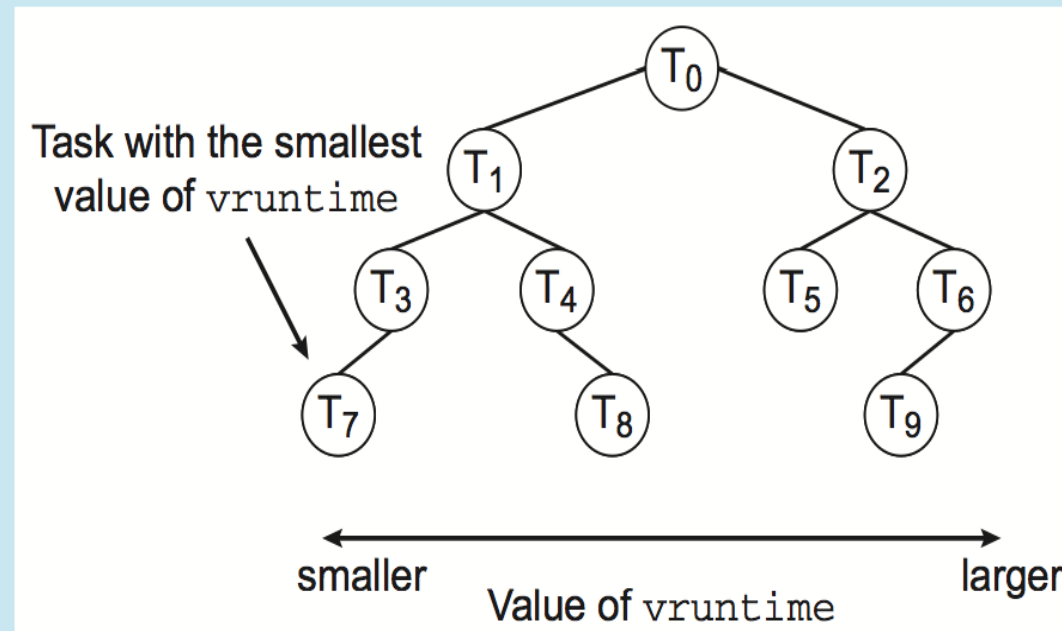 T0
Task with the smallest
value of vruntime
T1
T2
T3
T4
T5
T6
T7
T8
T9
smaller
larger
Value of vruntime